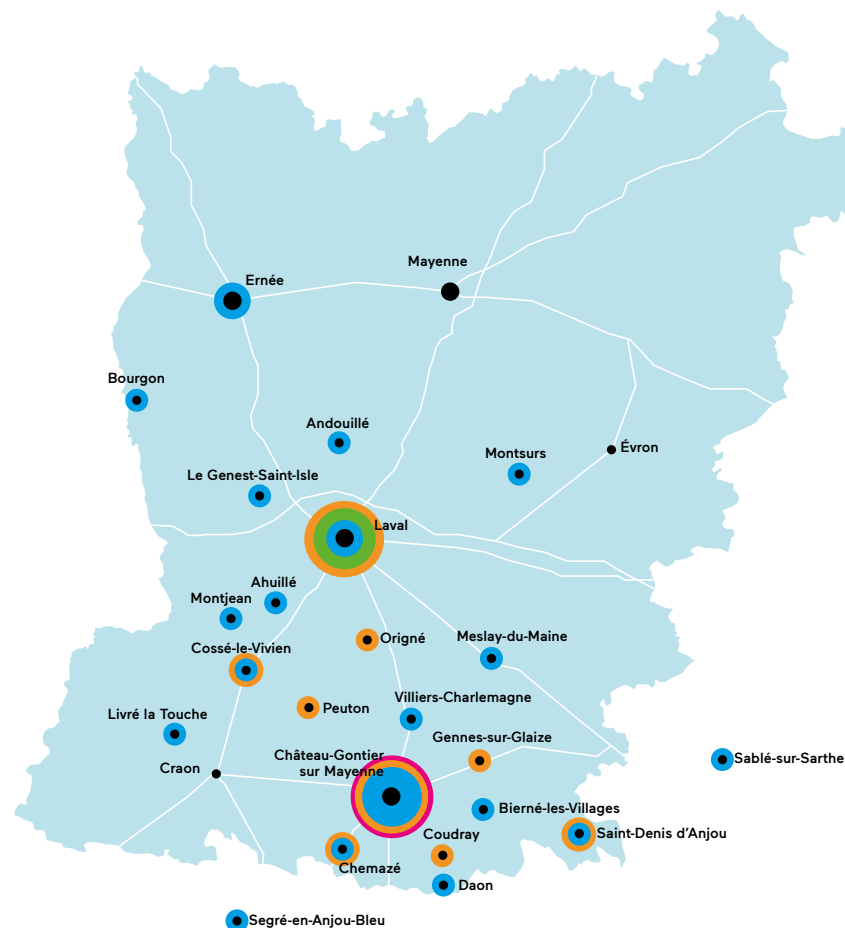 Mayenne
Ernée
Bourgon
Andouillé
Évron
Montsurs
Le Genest-Saint-Isle
Laval
Ahuillé
Montjean
Origné
Meslay-du-Maine
Cossé-le-Vivien
Villiers-Charlemagne
Peuton
Livré la Touche
Gennes-sur-Glaize
Château-Gontier
sur Mayenne
Sablé-sur-Sarthe
Craon
Bierné-les-Villages
Saint-Denis d'Anjou
Coudray
Chemazé
Daon
Segré-en-Anjou-Bleu